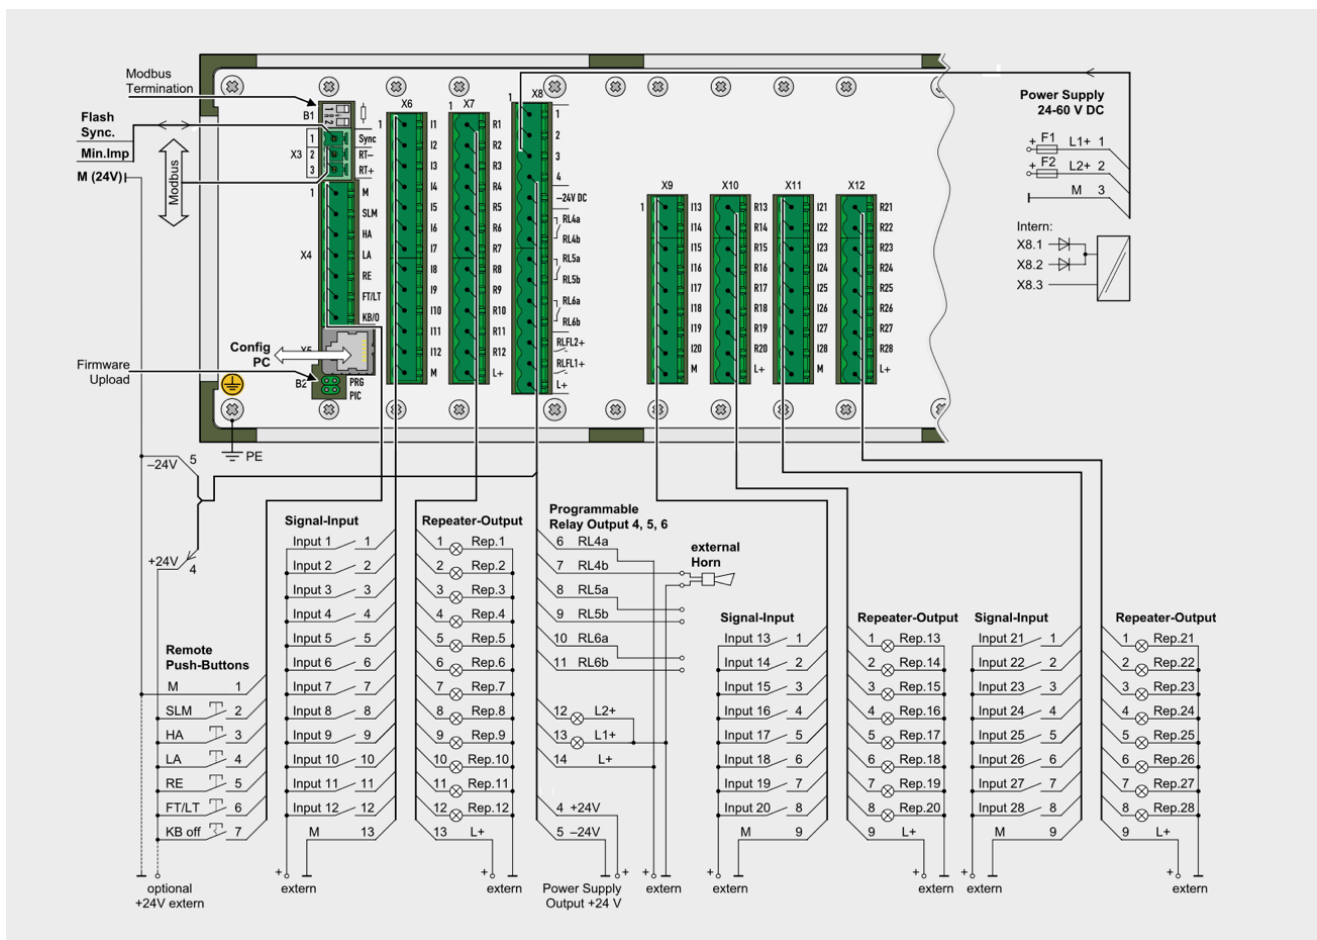 Modbus
Termination
Flash
Sync.
Min.Imp
M (24V)
Modbus
B1
1
2
3
X3
Sync
RT–
RT+
1
M
SLM
HA
LA
RE
FT/LT
KB/O
X4
Config
PC
Firmware
Upload
B2
PRG
PIC
PE
X6
1
I1
I2
I3
I4
I5
I6
I7
I8
I9
I10
I11
I12
M
X7
1
R1
R2
R3
R4
R5
R6
R7
R8
R9
R10
R11
R12
L+
X8
1
1
2
3
4
–24V DC
RL4a
RL4b
RL5a
RL5b
RL6a
RL6b
RLFL2+
RLFL1+
L+
X9
1
I13
I14
I15
I16
I17
I18
I19
I20
M
X10
R13
R14
R15
R16
R17
R18
R19
R20
L+
X11
I21
I22
I23
I24
I25
I26
I27
I28
M
X12
R21
R22
R23
R24
R25
R26
R27
R28
L+
Power Supply
24-60 V DC
+ F1 L1+ 1
+ F2 L2+ 2
M 3
Intern:
X8.1
X8.2
X8.3
–24V 5
+24V 4
Remote
Push-Buttons
M 1
SLM 2
HA 3
LA 4
RE 5
FT/LT 6
KB off 7
optional
+24V extern
Signal-Input
Input 1 1
Input 2 2
Input 3 3
Input 4 4
Input 5 5
Input 6 6
Input 7 7
Input 8 8
Input 9 9
Input 10 10
Input 11 11
Input 12 12
M 13
+
extern
Repeater-Output
1 Rep.1
2 Rep.2
3 Rep.3
4 Rep.4
5 Rep.5
6 Rep.6
7 Rep.7
8 Rep.8
9 Rep.9
10 Rep.10
11 Rep.11
12 Rep.12
13 L+
+
extern
Programmable
Relay Output 4, 5, 6
6 RL4a
7 RL4b
8 RL5a
9 RL5b
10 RL6a
11 RL6b
12 L2+
13 L1+
14 L+
4 +24V
5 –24V
+
Power Supply
Output +24 V
external
Horn
+
extern
Signal-Input
Input 13 1
Input 14 2
Input 15 3
Input 16 4
Input 17 5
Input 18 6
Input 19 7
Input 20 8
M 9
+
extern
Repeater-Output
1 Rep.13
2 Rep.14
3 Rep.15
4 Rep.16
5 Rep.17
6 Rep.18
7 Rep.19
8 Rep.20
9 L+
+
extern
Signal-Input
Input 21 1
Input 22 2
Input 23 3
Input 24 4
Input 25 5
Input 26 6
Input 27 7
Input 28 8
M 9
+
extern
Repeater-Output
1 Rep.21
2 Rep.22
3 Rep.23
4 Rep.24
5 Rep.25
6 Rep.26
7 Rep.27
8 Rep.28
9 L+
+
extern